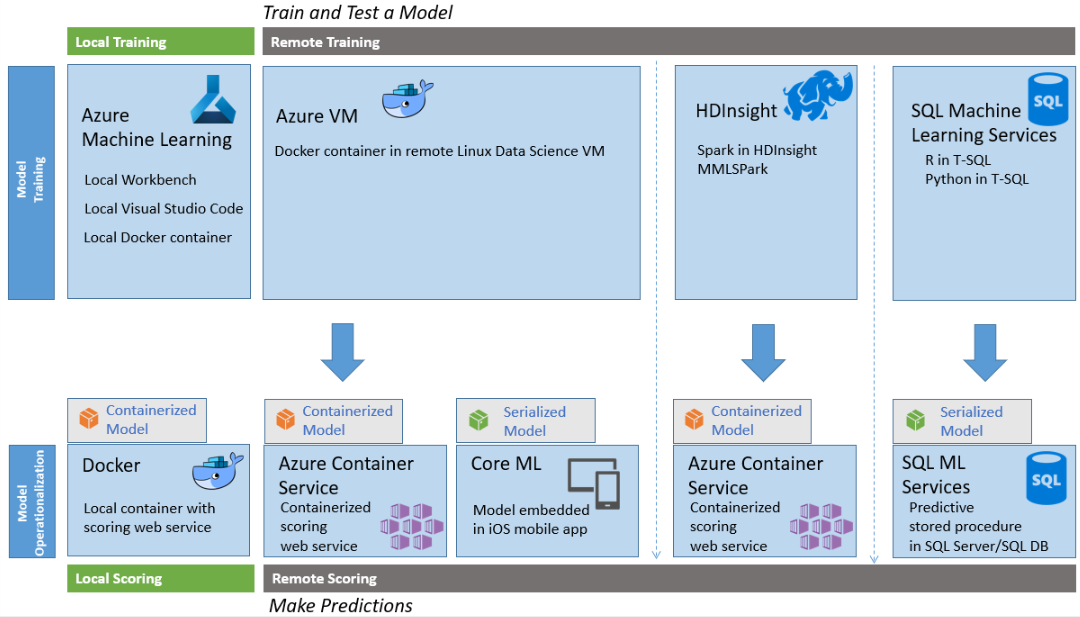 Train and Test a Model
Local Training
Remote Training
Model
Training
Azure
Machine Learning
Local Workbench
Local Visual Studio Code
Local Docker container
Azure VM
Docker container in remote Linux Data Science VM
HDInsight
Spark in HDInsight
MMLSPark
SQL Machine
Learning Services
SQL
R in T-SQL
Python in T-SQL
Containerized
Model
Containerized
Model
Serialized
Model
Containerized
Model
Serialized
Model
Model
Operationalization
Docker
Local container with
scoring web service
Azure Container
Service
Containerized
scoring
web service
Core ML
Model embedded
in iOS mobile app
Azure Container
Service
Containerized
scoring
web service
SQL ML
Services
SQL
Predictive
stored procedure
in SQL Server/SQL DB
Local Scoring
Remote Scoring
Make Predictions